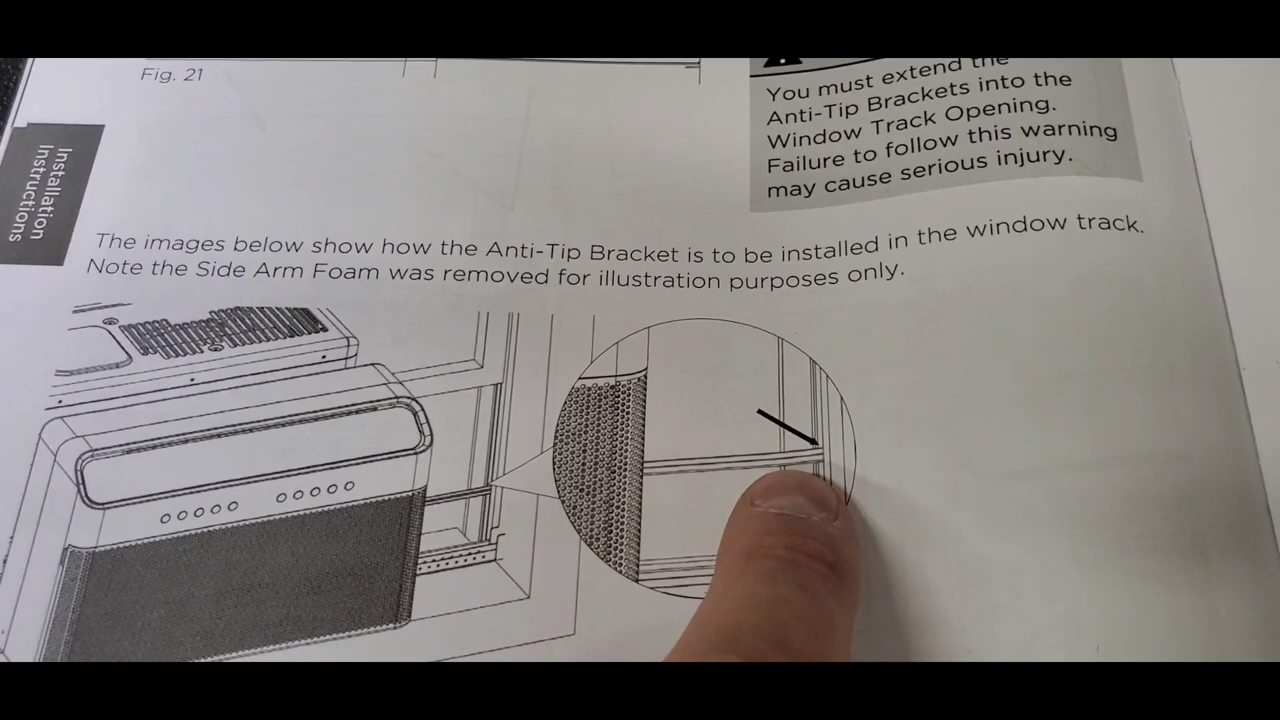 Fig. 21
You must extend the
Anti-Tip Brackets into the
Window Track Opening.
Failure to follow this warning
may cause serious injury.
Installation
Instructions
The images below show how the Anti-Tip Bracket is to be installed in the window track.
Note the Side Arm Foam was removed for illustration purposes only.